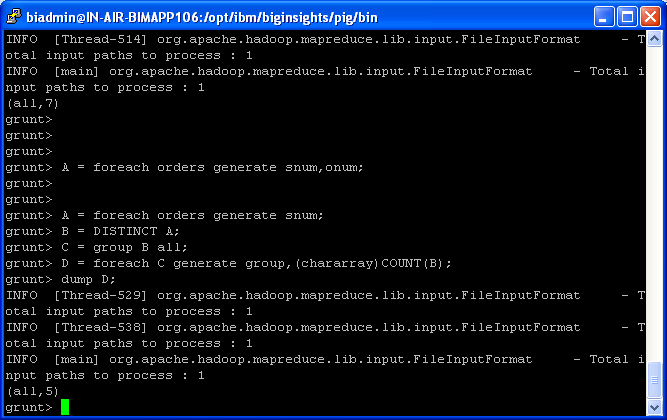 biadmin@IN-AIR-BIMAPP106:/opt/ibm/biginsights/pig/bin
INFO  [Thread-514] org.apache.hadoop.mapreduce.lib.input.FileInputFormat     - T
otal input paths to process : 1
INFO  [main] org.apache.hadoop.mapreduce.lib.input.FileInputFormat     - Total i
nput paths to process : 1
(all,7)
grunt>
grunt>
grunt>
grunt> A = foreach orders generate snum,onum;
grunt>
grunt>
grunt> A = foreach orders generate snum;
grunt> B = DISTINCT A;
grunt> C = group B all;
grunt> D = foreach C generate group,(chararray)COUNT(B);
grunt> dump D;
INFO  [Thread-529] org.apache.hadoop.mapreduce.lib.input.FileInputFormat     - T
otal input paths to process : 1
INFO  [Thread-538] org.apache.hadoop.mapreduce.lib.input.FileInputFormat     - T
otal input paths to process : 1
INFO  [main] org.apache.hadoop.mapreduce.lib.input.FileInputFormat     - Total i
nput paths to process : 1
(all,5)
grunt>